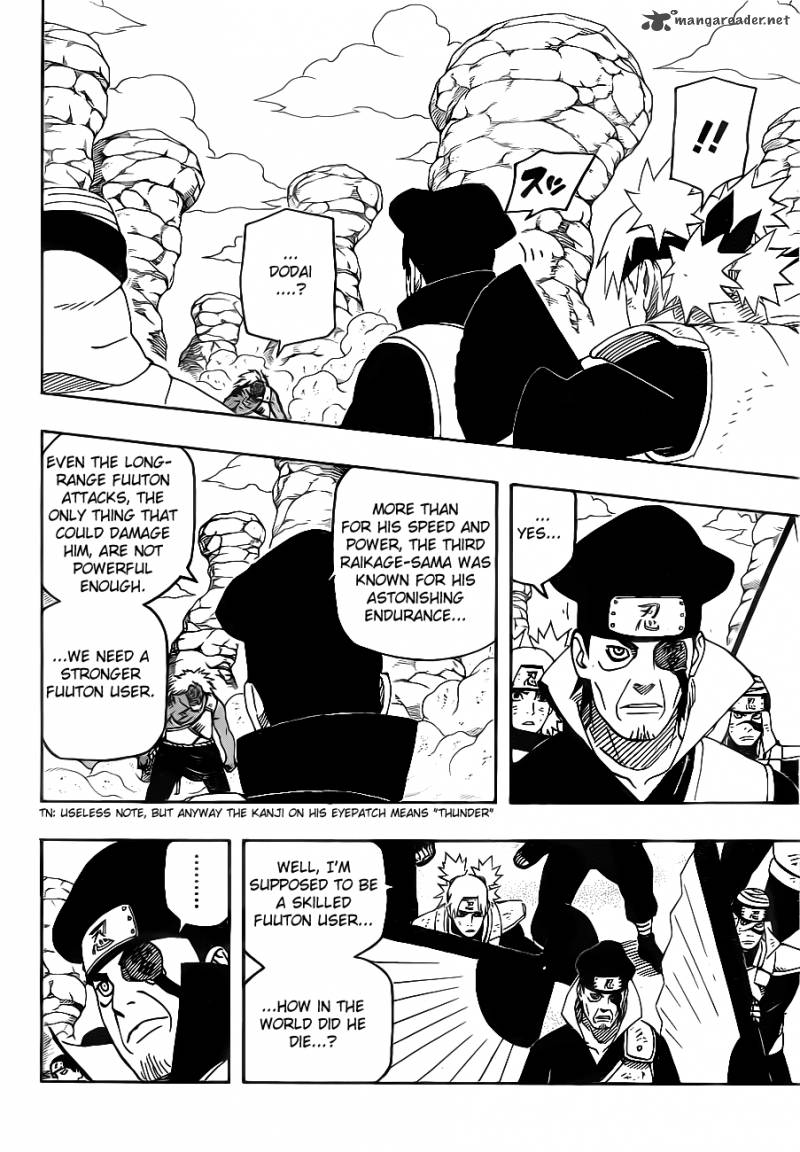 mangareader.net
!!
ズッ
...
DODAI
....?
...
YES...
MORE THAN
FOR HIS SPEED AND
POWER, THE THIRD
RAIKAGE-SAMA WAS
KNOWN FOR HIS
ASTONISHING
ENDURANCE...
EVEN THE LONG-
RANGE FUUTON
ATTACKS, THE
ONLY THING THAT
COULD DAMAGE
HIM, ARE NOT
POWERFUL
ENOUGH.
...WE NEED A
STRONGER
FUUTON USER.
忍
TN: USELESS NOTE, BUT ANYWAY THE KANJI ON HIS EYEPATCH MEANS "THUNDER"
WELL, I'M
SUPPOSED TO BE
A SKILLED
FUUTON USER...
...HOW IN THE
WORLD DID HE
DIE...?
忍
忍
.........
忍